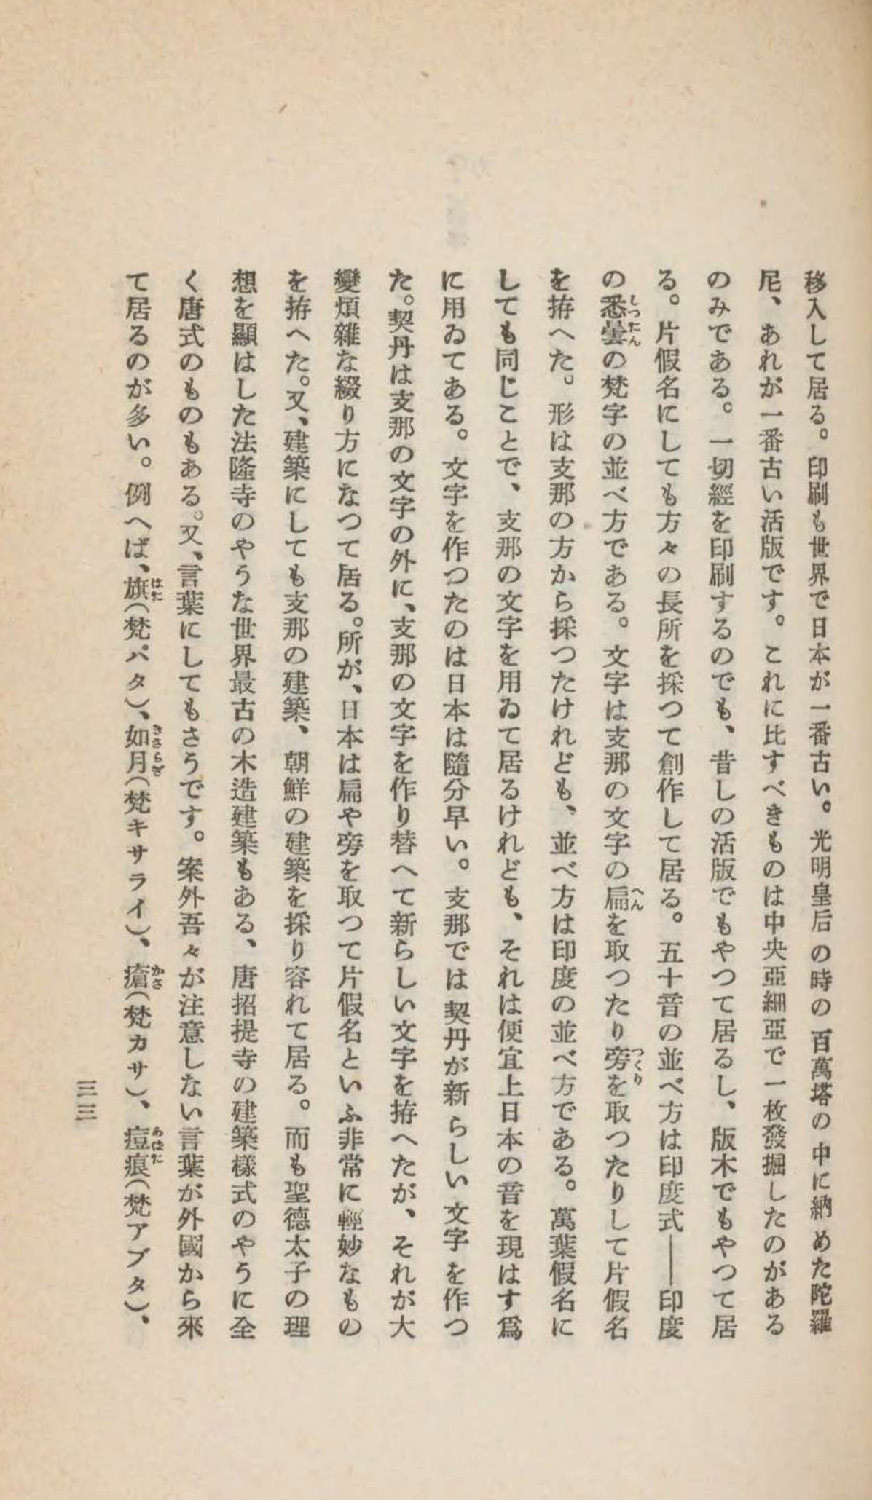 移入して居る。印刷も世界で日本が一番古い。光明皇后の時の百萬塔の中に納めた陀羅
尼、あれが一番古い活版です。これに比すべきものは中央亞細亞で一枚發掘したのがある
のみである。一切經を印刷するのでも、昔しの活版でもやつて居るし、版木でもやつて居
る。片假名にしても方々の長所を採つて創作して居る。五十音の並べ方は印度式――印度
の悉曇しつたんの梵字の並べ方である。文字は支那の文字の扁へんを取つたり旁つくりを取つたりして片假名
を拵へた。形は支那の方から採つたけれども、並べ方は印度の並べ方である。萬葉假名に
しても同じことで、支那の文字を用ゐて居るけれども、それは便宜上日本の音を現はす爲
に用ゐてある。文字を作つたのは日本は隨分早い。支那では契丹が新らしい文字を作つ
た。契丹は支那の文字の外に、支那の文字を作り替へて新らしい文字を拵へたが、それが大
變煩雜な綴り方になつて居る。所が、日本は扁や旁を取つて片假名といふ非常に輕妙なもの
を拵へた。又、建築にしても支那の建築、朝鮮の建築を採り容れて居る。而も聖德太子の理
想を顯はした法隆寺のやうな世界最古の木造建築もある、唐招提寺の建築樣式のやうに全
く唐式のものもある。又、言葉にしてもさうです。案外吾々が注意しない言葉が外國から來
て居るのが多い。例へば、旗はた(梵パタ)、如月きさらぎ(梵キサライ)、瘡かさ(梵カサ)、痘痕あばた(梵アブタ)、
三三